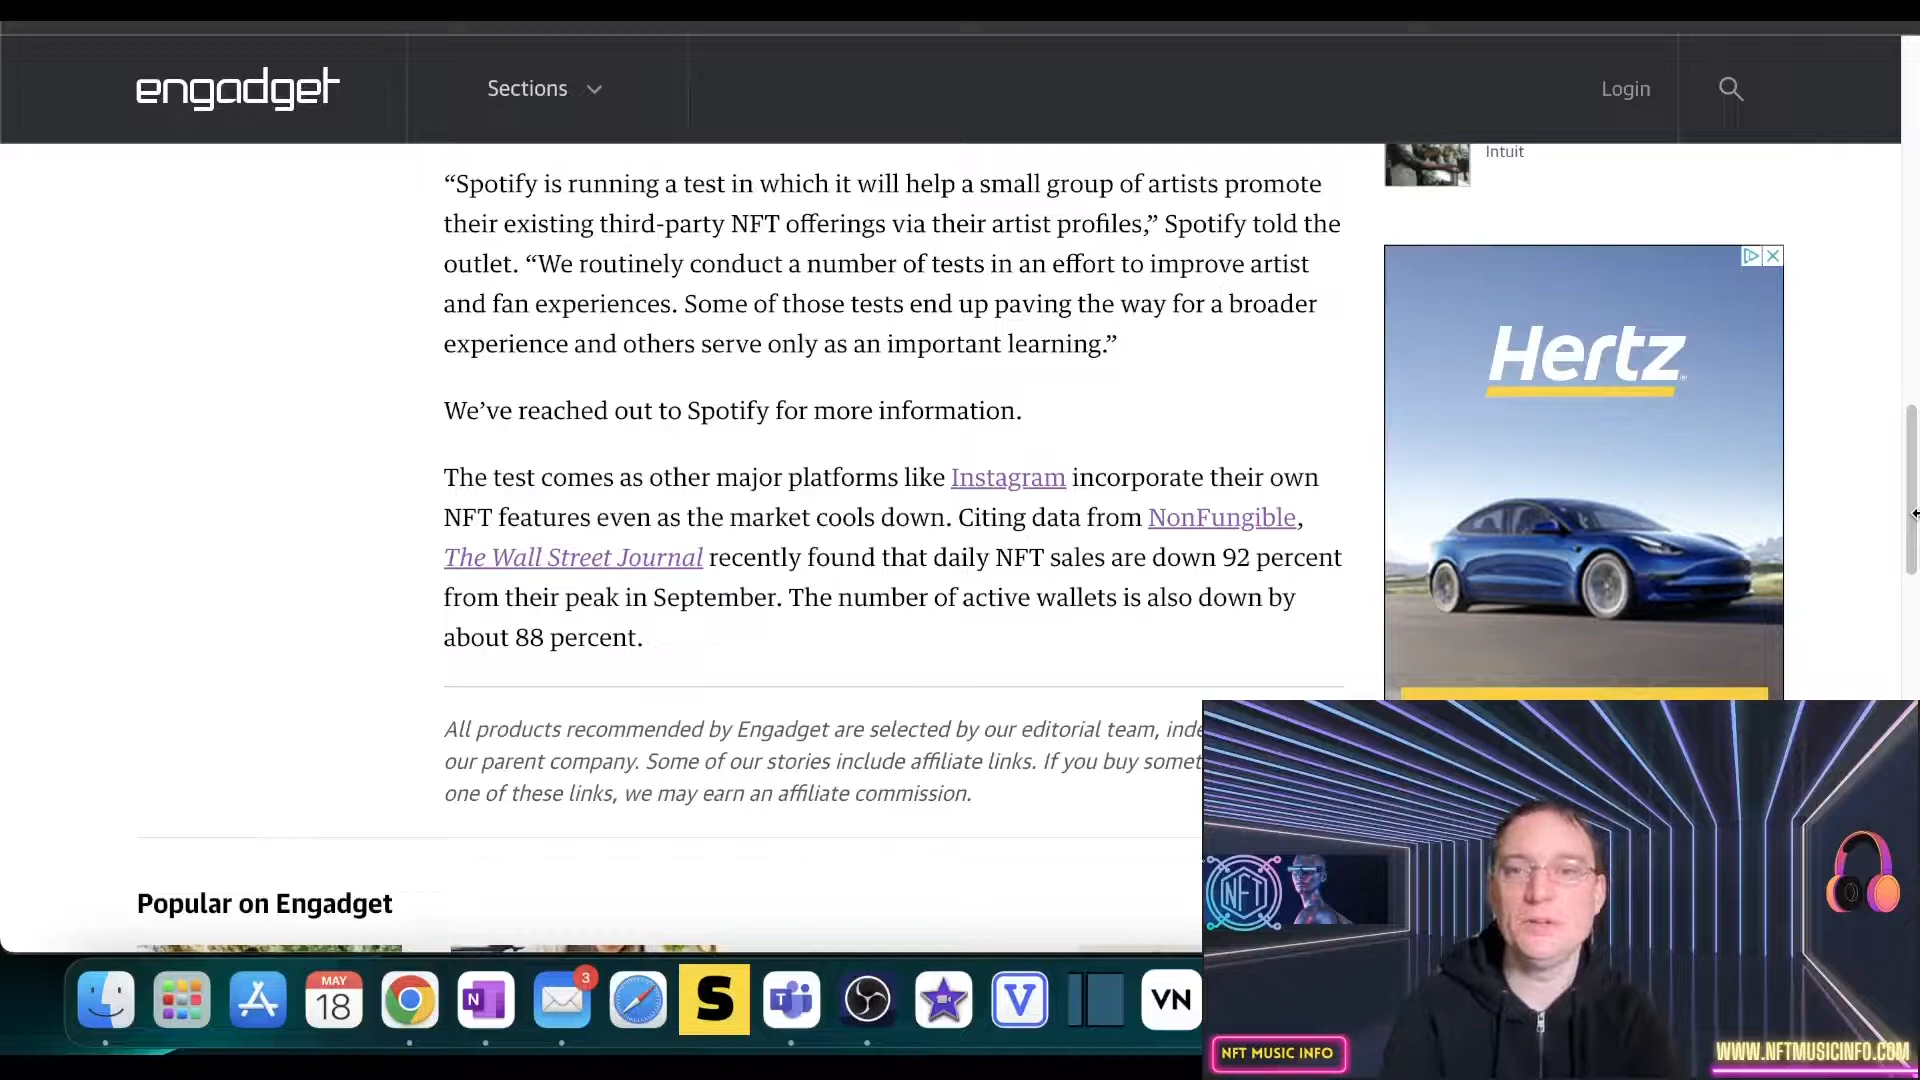 engadget
Sections
Login
Intuit
“Spotify is running a test in which it will help a small group of artists promote
their existing third-party NFT offerings via their artist profiles,” Spotify told the
outlet. “We routinely conduct a number of tests in an effort to improve artist
and fan experiences. Some of those tests end up paving the way for a broader
experience and others serve only as an important learning.”
We’ve reached out to Spotify for more information.
The test comes as other major platforms like Instagram incorporate their own
NFT features even as the market cools down. Citing data from NonFungible,
The Wall Street Journal recently found that daily NFT sales are down 92 percent
from their peak in September. The number of active wallets is also down by
about 88 percent.
Hertz
All products recommended by Engadget are selected by our editorial team, inde
our parent company. Some of our stories include affiliate links. If you buy somet
one of these links, we may earn an affiliate commission.
Popular on Engadget
NFT
MAY
18
N
3
S
T
V
VN
NFT MUSIC INFO
WWW.NFTMUSICINFO.COM